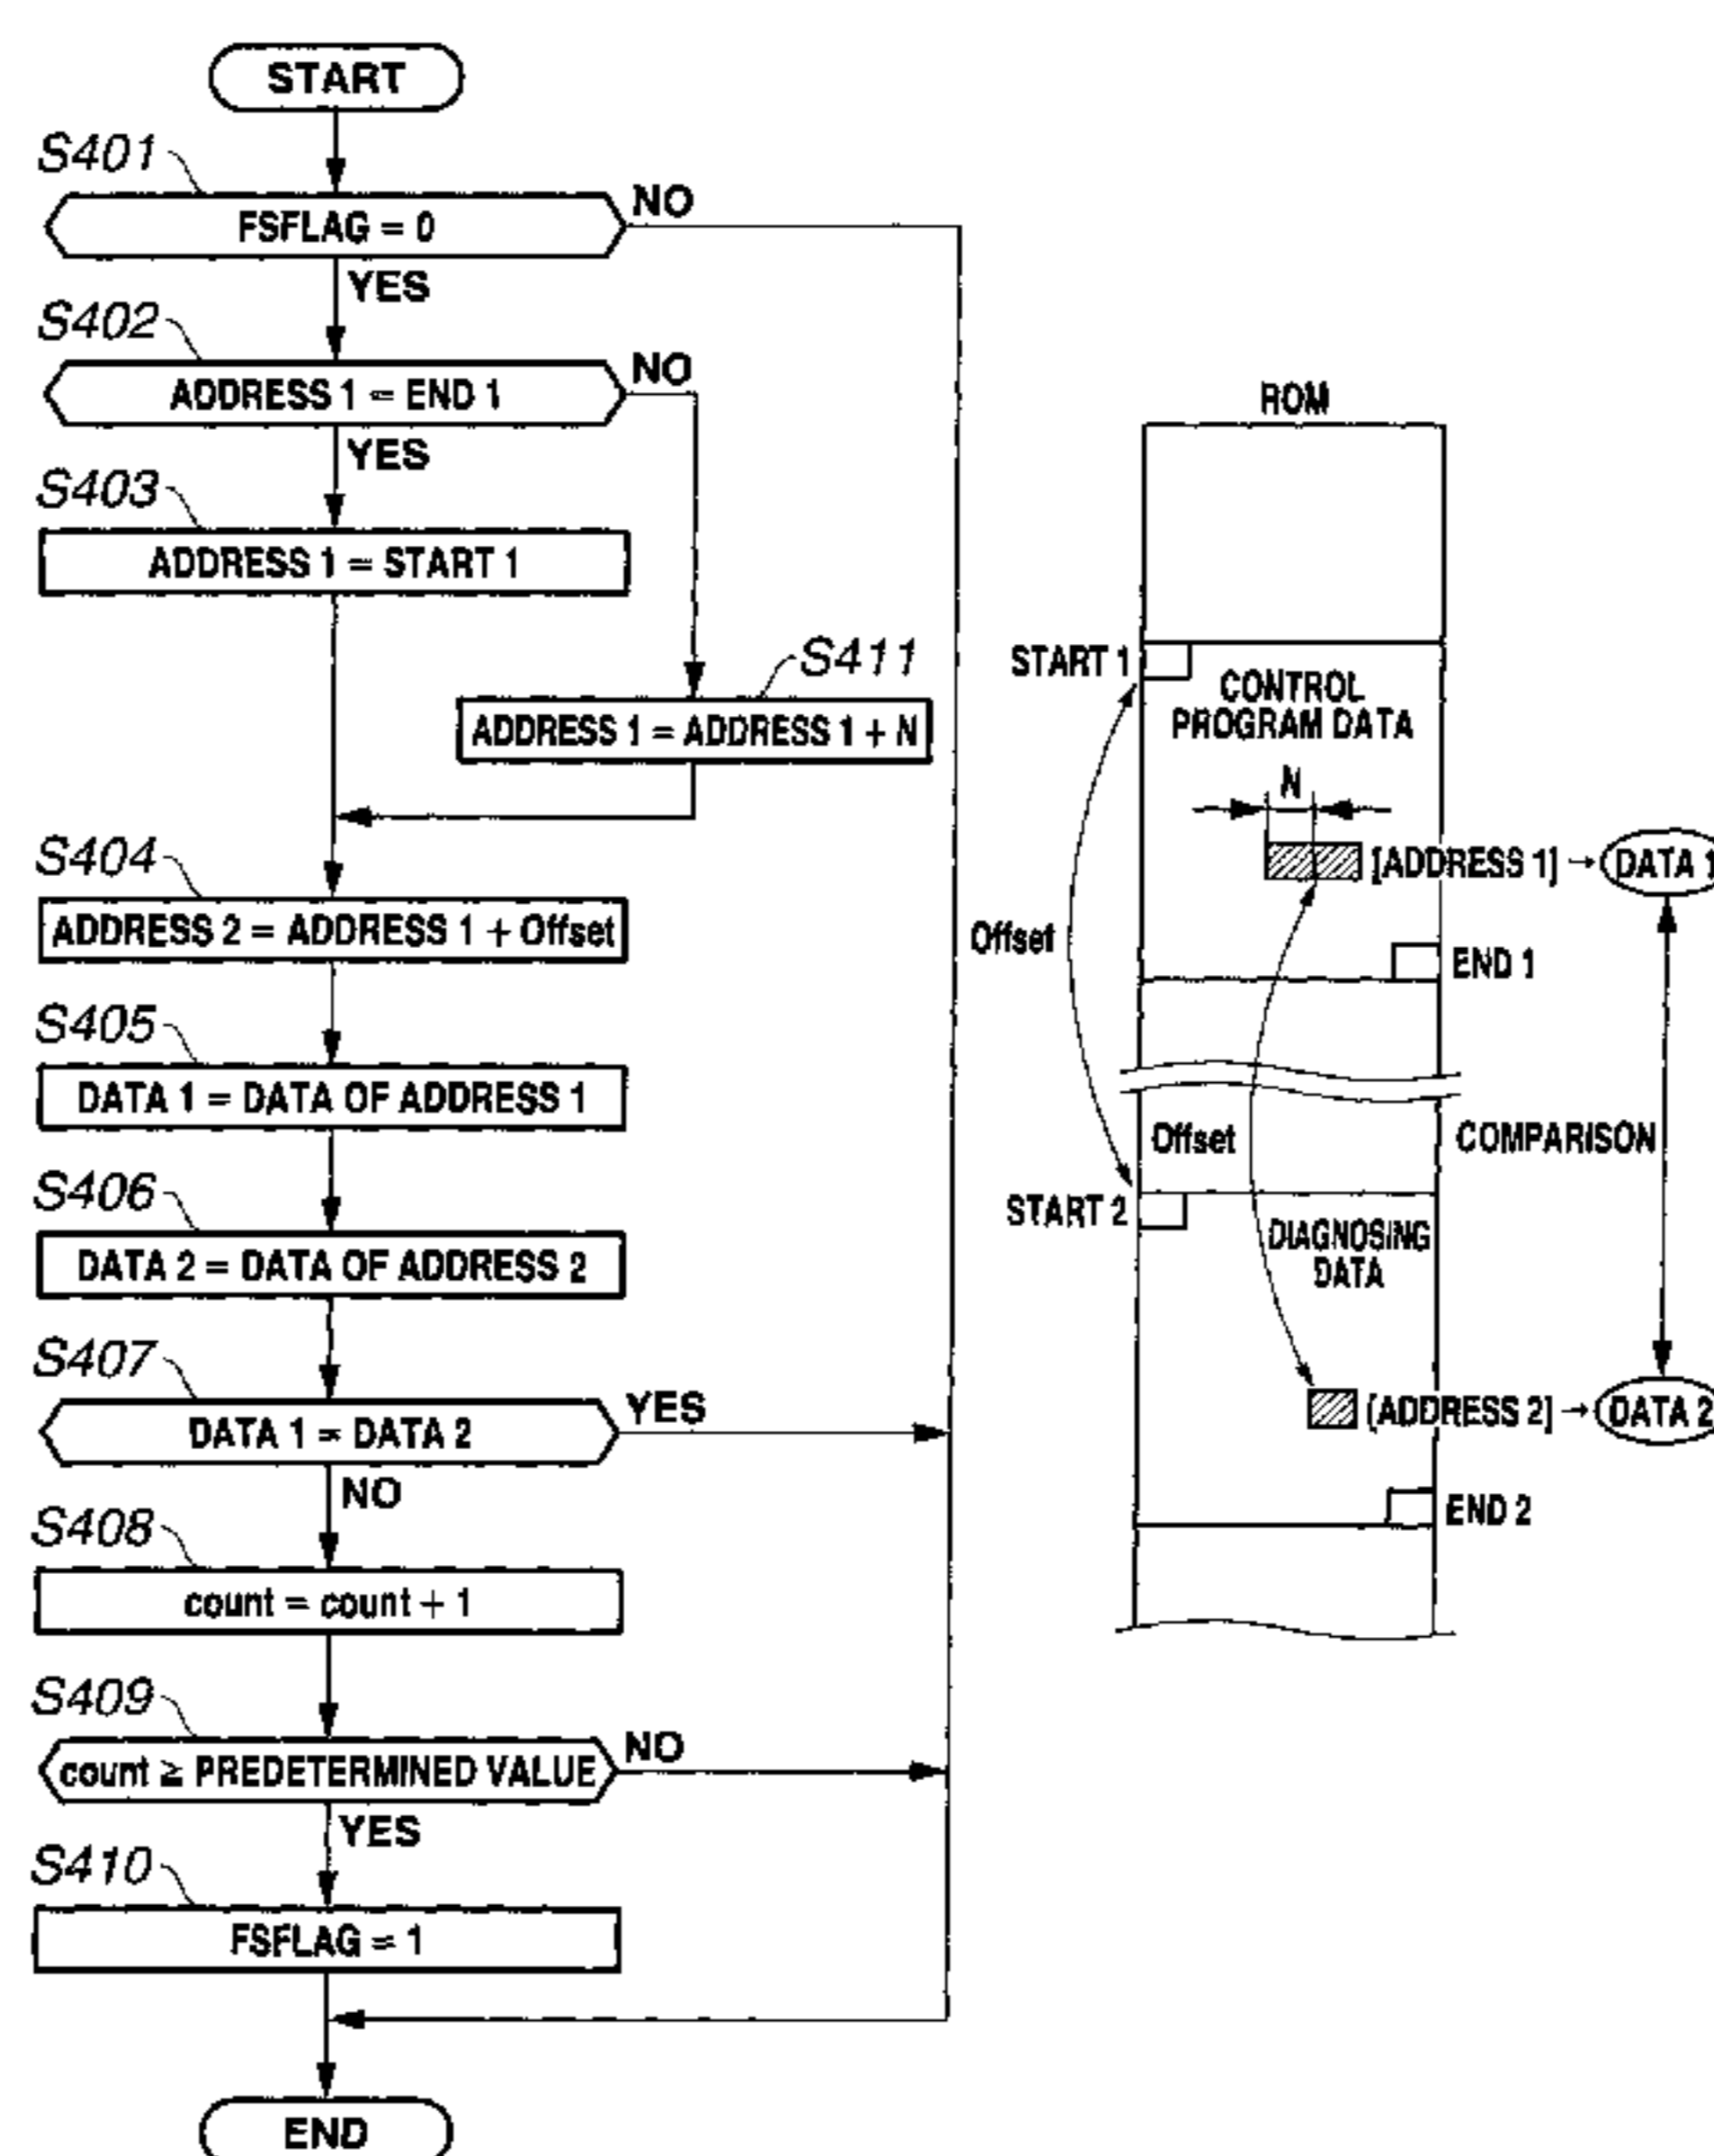 START
S401
FSFLAG = 0
NO
YES
S402
ADDRESS 1 = END 1
NO
YES
S403
ADDRESS 1 = START 1
S411
ADDRESS 1 = ADDRESS 1 + N
S404
ADDRESS 2 = ADDRESS 1 + Offset
S405
DATA 1 = DATA OF ADDRESS 1
S406
DATA 2 = DATA OF ADDRESS 2
S407
DATA 1 = DATA 2
YES
NO
S408
count = count + 1
S409
count ≧ PREDETERMINED VALUE
NO
YES
S410
FSFLAG = 1
END
ROM
START 1
CONTROL
PROGRAM DATA
N
[ADDRESS 1] → DATA 1
Offset
END 1
Offset
COMPARISON
START 2
DIAGNOSING
DATA
[ADDRESS 2] → DATA 2
END 2